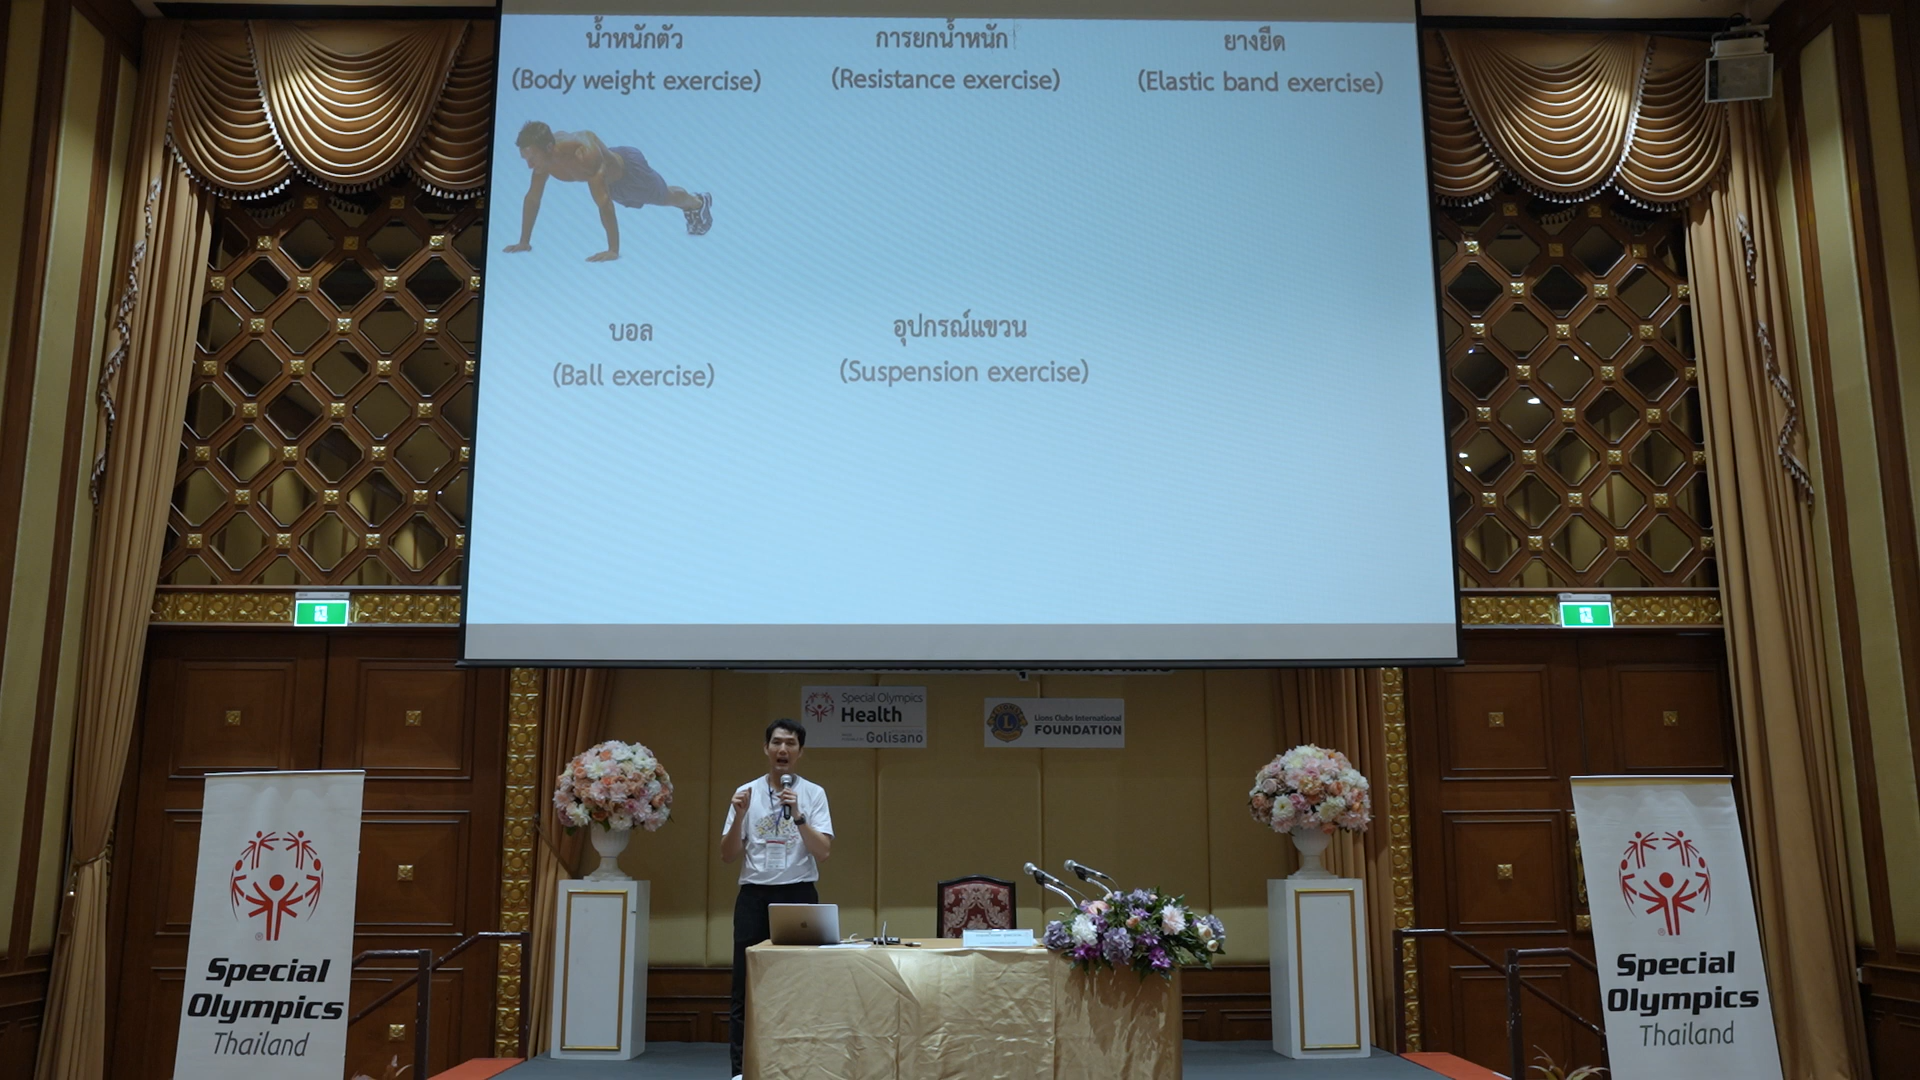 น้ำหนักตัว
(Body weight exercise)
การยกน้ำหนัก
(Resistance exercise)
ยางยืด
(Elastic band exercise)
บอล
(Ball exercise)
อุปกรณ์แขวน
(Suspension exercise)
Special Olympics
Health
Golisano
Lions Clubs International
FOUNDATION
L
Special
Olympics
Thailand
Special
Olympics
Thailand